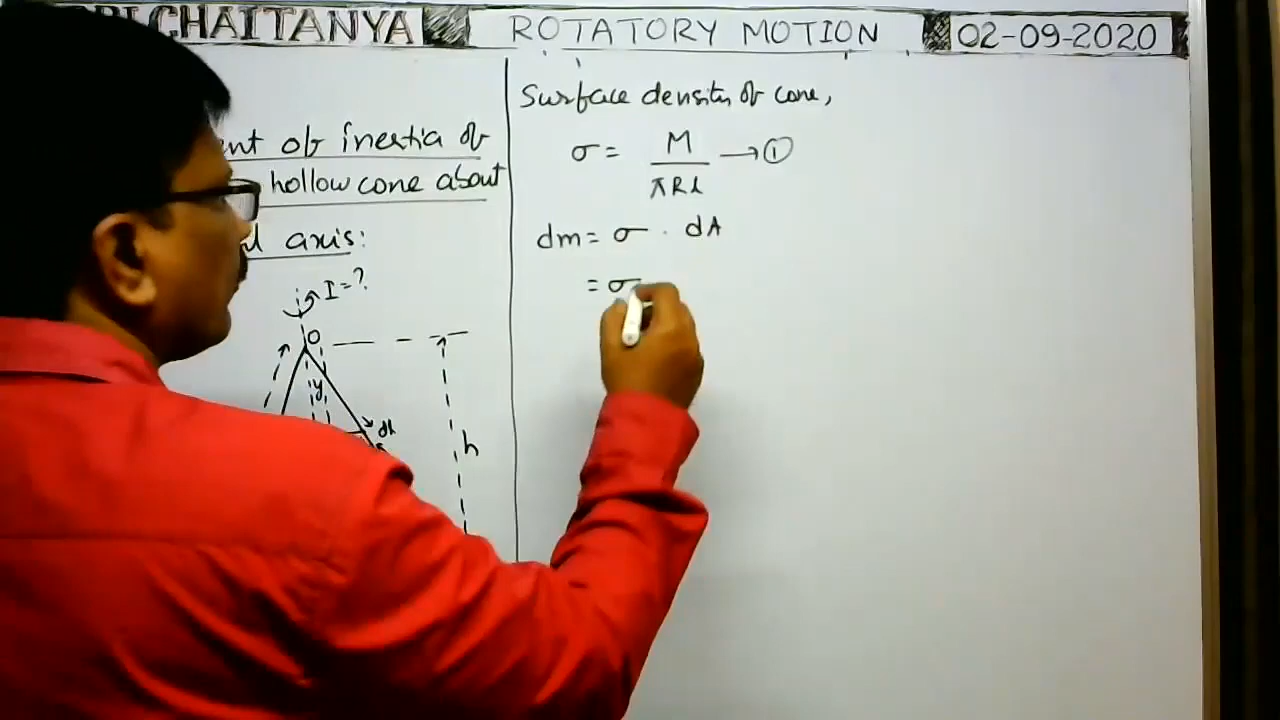 CHAITANYA ROTATORY MOTION 02-09-2020
of inertia of
hollow cone about
axis:
I=?
O
y
dl
h
Surface density of cone,
σ = M/πRl →①
dm = σ . dA
= σ